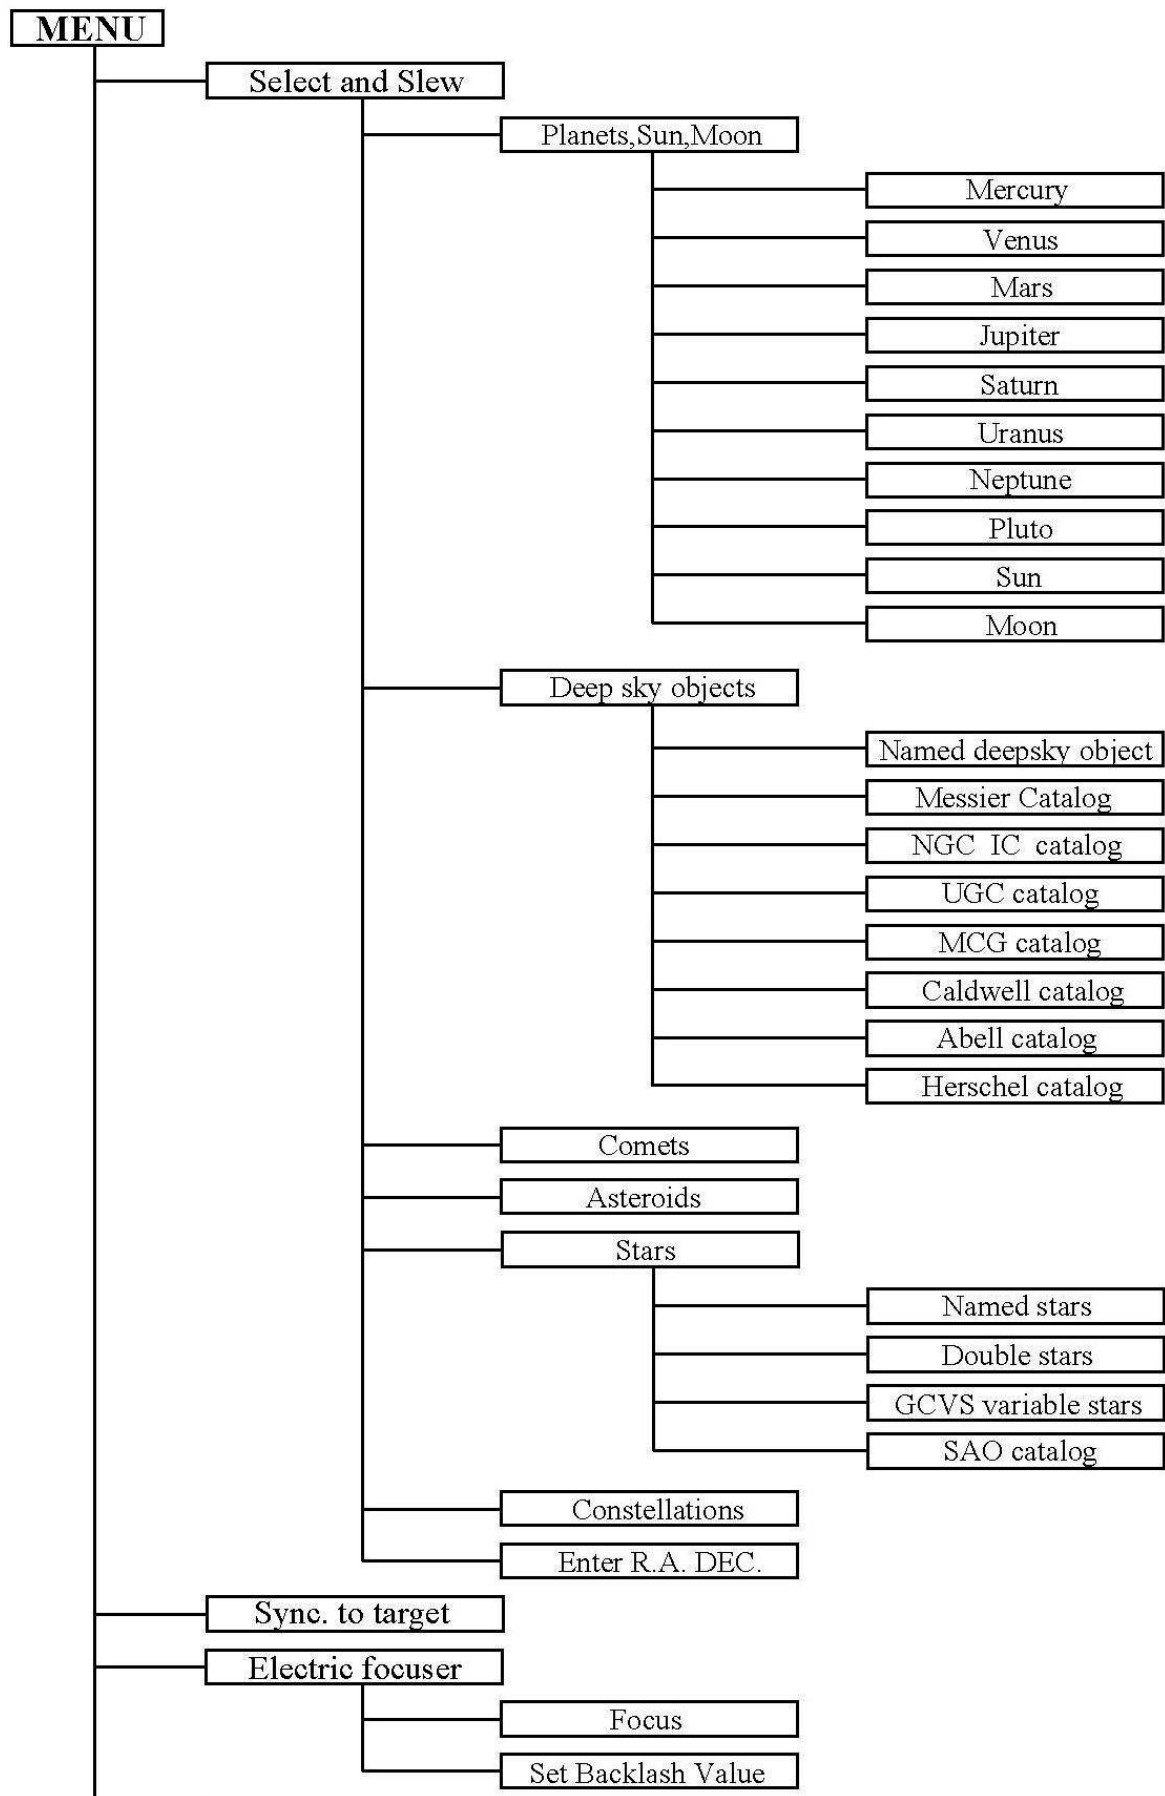 MENU
Select and Slew
Planets,Sun,Moon
Mercury
Venus
Mars
Jupiter
Saturn
Uranus
Neptune
Pluto
Sun
Moon
Deep sky objects
Named deepsky object
Messier Catalog
NGC IC catalog
UGC catalog
MCG catalog
Caldwell catalog
Abell catalog
Herschel catalog
Comets
Asteroids
Stars
Named stars
Double stars
GCVS variable stars
SAO catalog
Constellations
Enter R.A. DEC.
Sync. to target
Electric focuser
Focus
Set Backlash Value